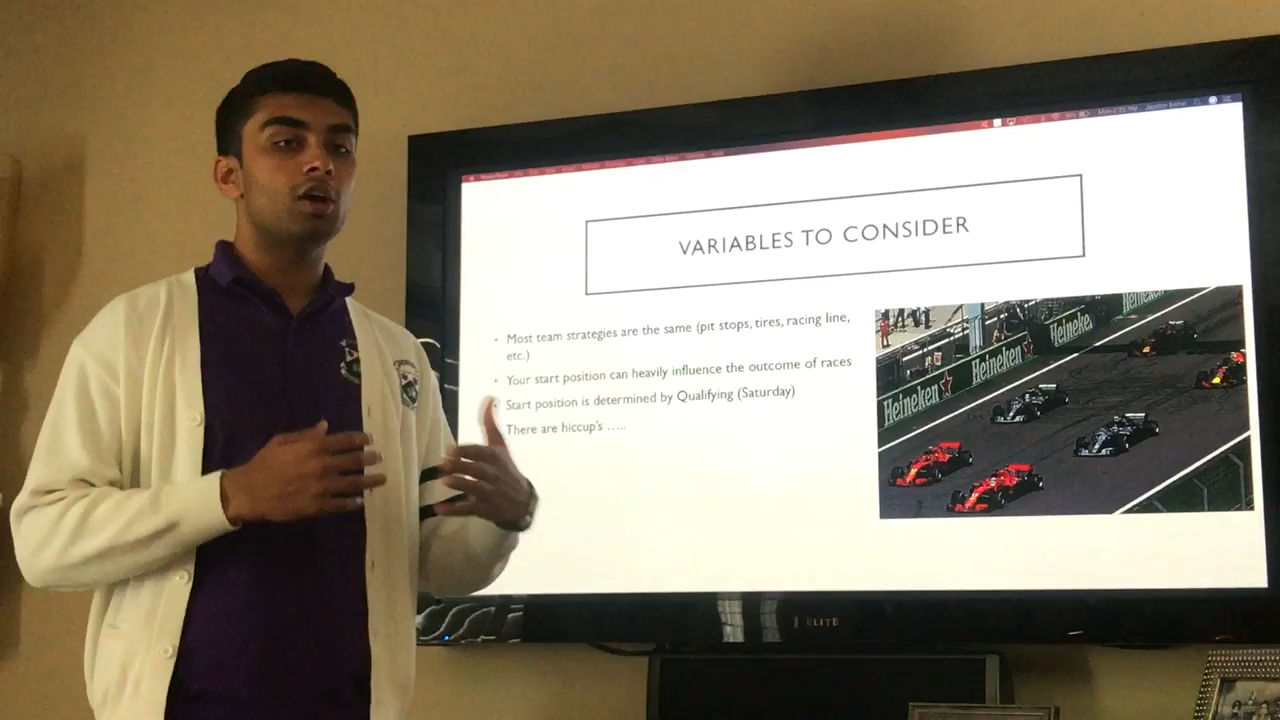 VARIABLES TO CONSIDER
• Most team strategies are the same (pit stops, tires, racing line,
etc.)
• Your start position can heavily influence the outcome of races
• Start position is determined by Qualifying (Saturday)
There are hiccup's .....
Heineken
Heineken
Heineken
Heineken
ELITE